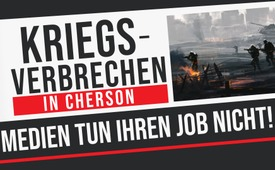 KRIEGS-
VERBRECHEN
IN CHERSON
MEDIEN TUN IHREN JOB NICHT!